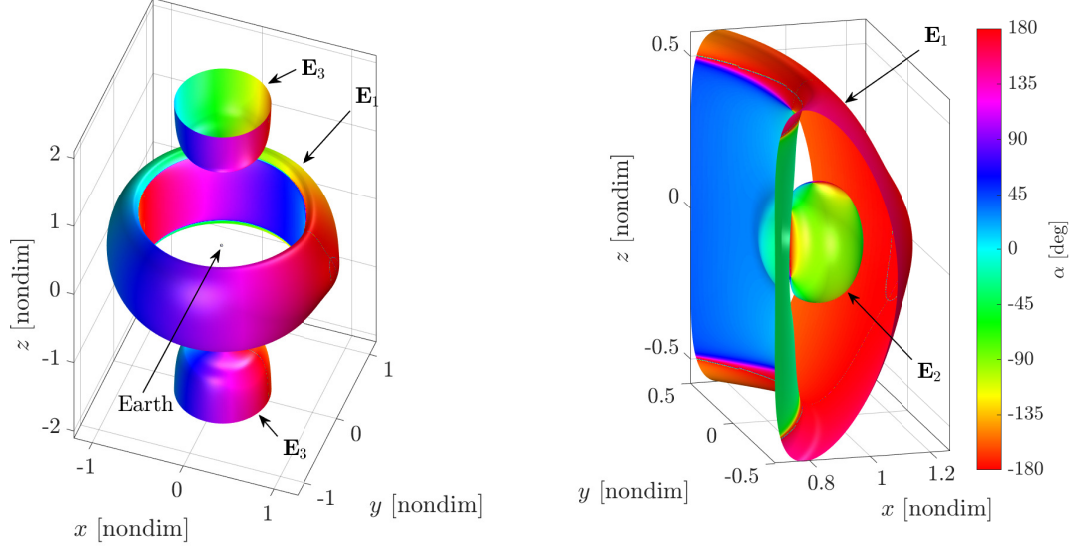 E3
E1
2
1
0
-1
-2
z [nondim]
Earth
E3
-1
0
1
x [nondim]
-1
0
1
y [nondim]
E1
E2
0.5
0
-0.5
z [nondim]
0.5
0
-0.5
y [nondim]
0.8
1
1.2
x [nondim]
180
135
90
45
0
-45
-90
-135
-180
α [deg]